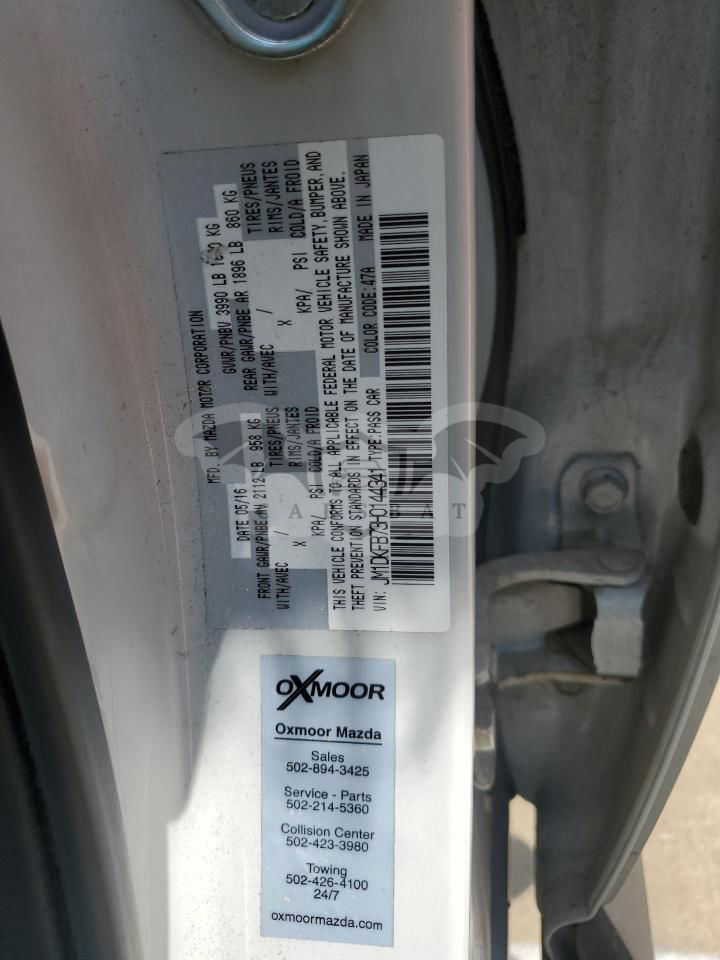 MFD. BY MAZDA MOTOR CORPORATION
DATE 05/16 GVWR/PNBV 3990 LB KG
FRONT GAWR/PNBE AV 2112 LB 958 KG REAR GAWR/PNBE AR 1896 LB 860 KG
WITH/AVEC TIRES/PNEUS WITH/AVEC / TIRES/PNEUS
X RIMS/JANTES X RIMS/JANTES
KPA/ PSI COLD/A FROID KPA/ PSI COLD/A FROID
THIS VEHICLE CONFORMS TO ALL APPLICABLE FEDERAL MOTOR VEHICLE SAFETY, BUMPER, AND
THEFT PREVENTION STANDARDS IN EFFECT ON THE DATE OF MANUFACTURE SHOWN ABOVE.
VIN: JM1DKFB73H0144341 TYPE:PASS CAR COLOR CODE:47A MADE IN JAPAN
OXMOOR
Oxmoor Mazda
Sales
502-894-3425
Service - Parts
502-214-5360
Collision Center
502-423-3980
Towing
502-426-4100
24/7
oxmoormazda.com